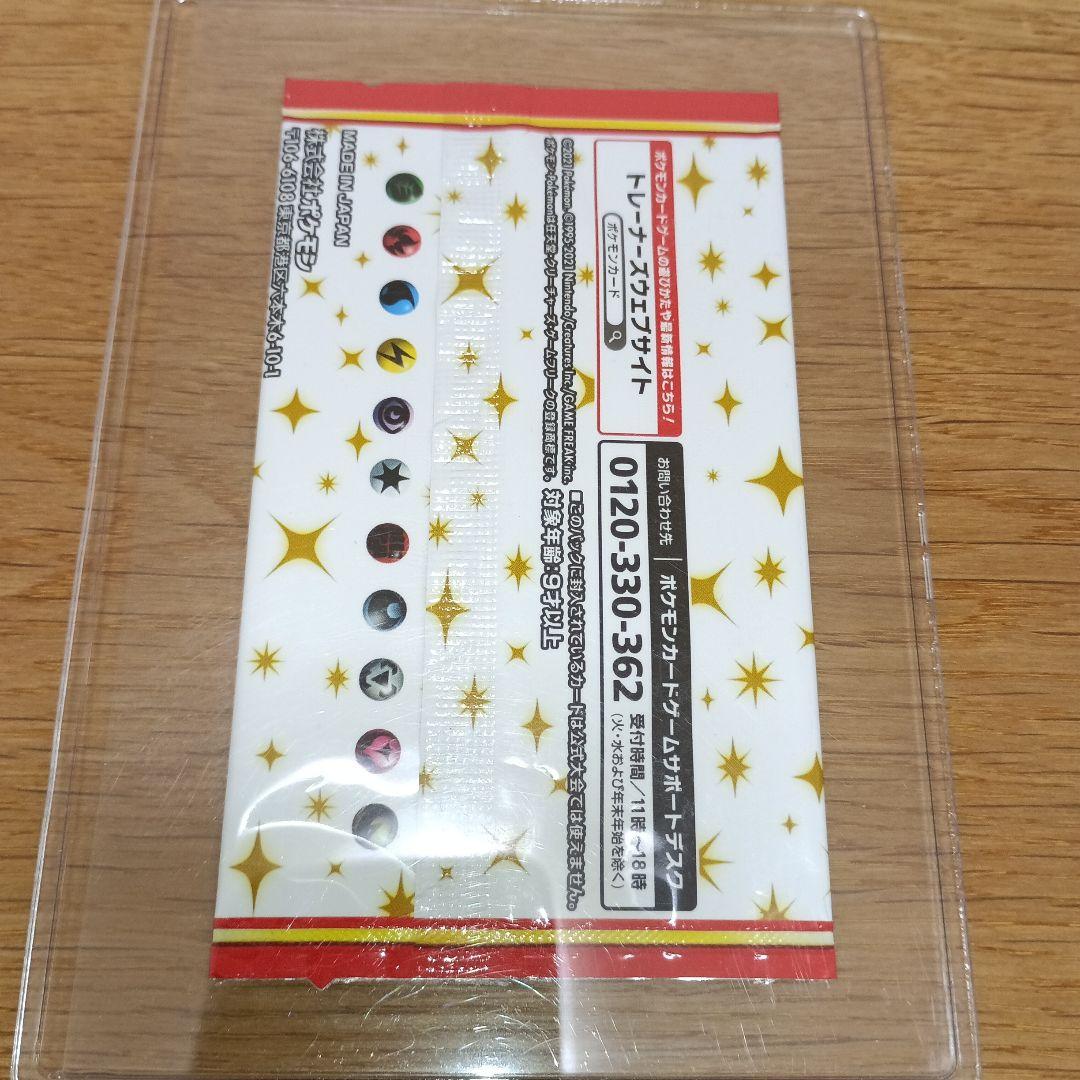 ポケモンカードゲームの遊びかたや最新情報はこちら！
トレーナーズウェブサイト
ポケモンカード
お問い合わせ先 ポケモンカードゲームサポートデスク
0120-330-362
受付時間／11時～18時
(火・水および年末年始を除く)
©2021 Pokémon. ©1995-2021 Nintendo/Creatures Inc./GAME FREAK inc.
ポケモン・Pokémonは任天堂・クリーチャーズ・ゲームフリークの登録商標です。
■このパックに封入されているカードは公式大会では使えません。
対象年齢：9才以上
MADE IN JAPAN
株式会社ポケモン
〒106-6108 東京都港区六本木6-10-1